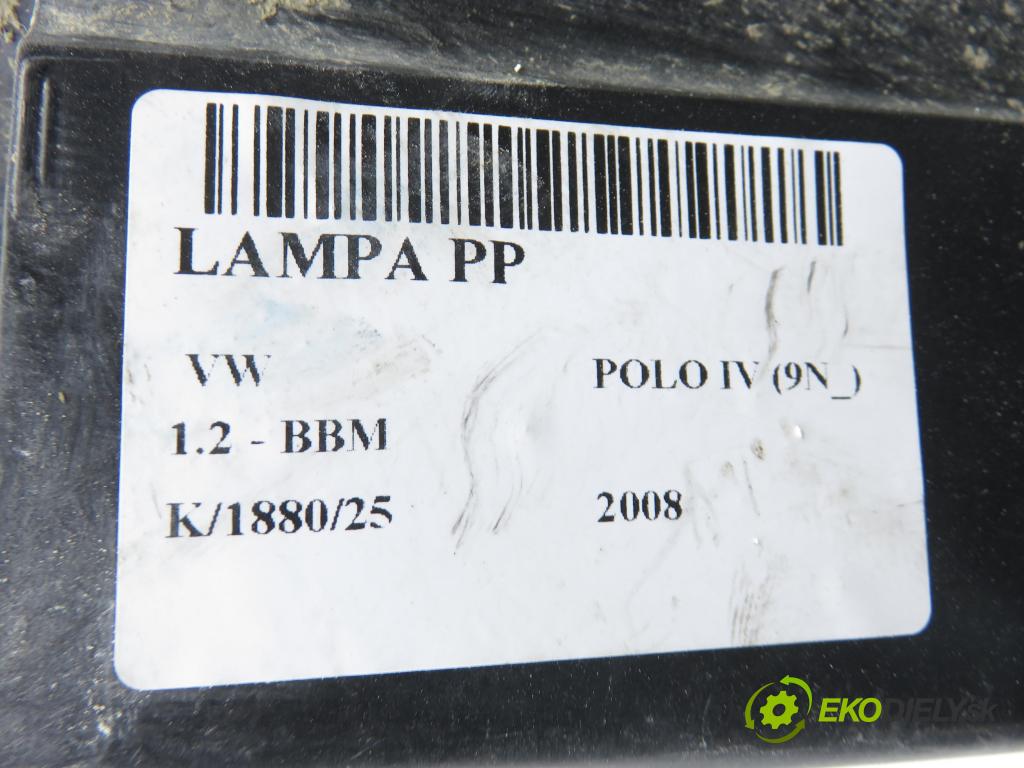 LAMPA PP
VW POLO IV (9N_)
1.2 - BBM
K/1880/25 2008
EKODIELY.sk